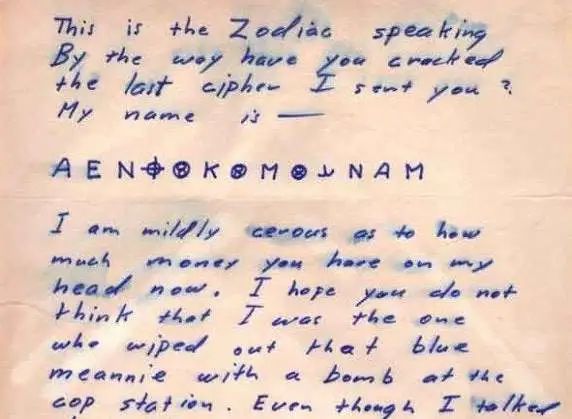 This is the Zodiac speaking
By the way have you cracked
the last cipher I sent you ?
My name is —
A E N ⌖ ⊗ K ⊗ M ⊗ ⅃ N A M
I am mildly cerous as to how
much money you have on my
head now. I hope you do not
think that I was the one
who wiped out that blue
meannie with a bomb at the
cop station. Even though I talked